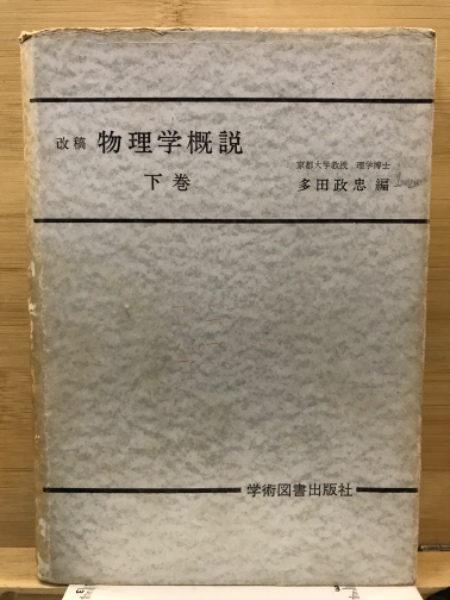 改稿 物理学概説
下巻
京都大学教授 理学博士
多田政忠 編
学術図書出版社